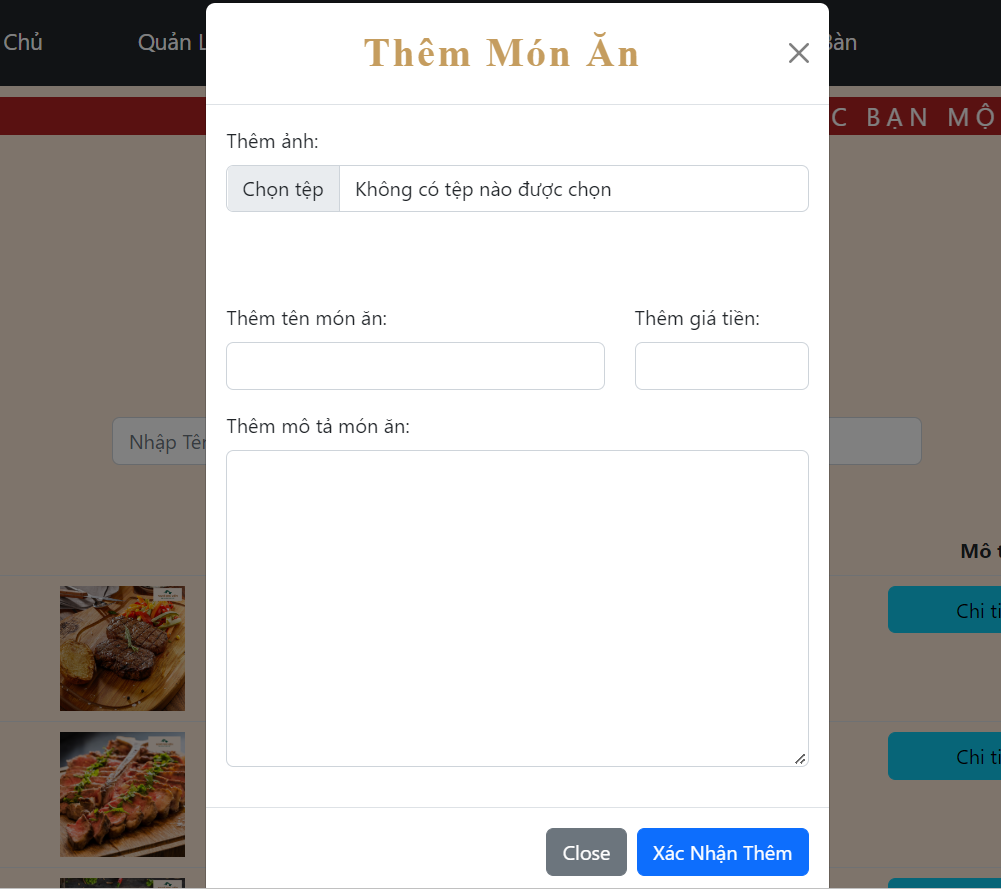 Chủ
Quản L
Bàn
Thêm Món Ăn
C BẠN MỘ
Thêm ảnh:
Chọn tệp Không có tệp nào được chọn
Thêm tên món ăn:
Thêm giá tiền:
Thêm mô tả món ăn:
Nhập Tên
Mô t
Chi ti
Chi ti
Close
Xác Nhận Thêm